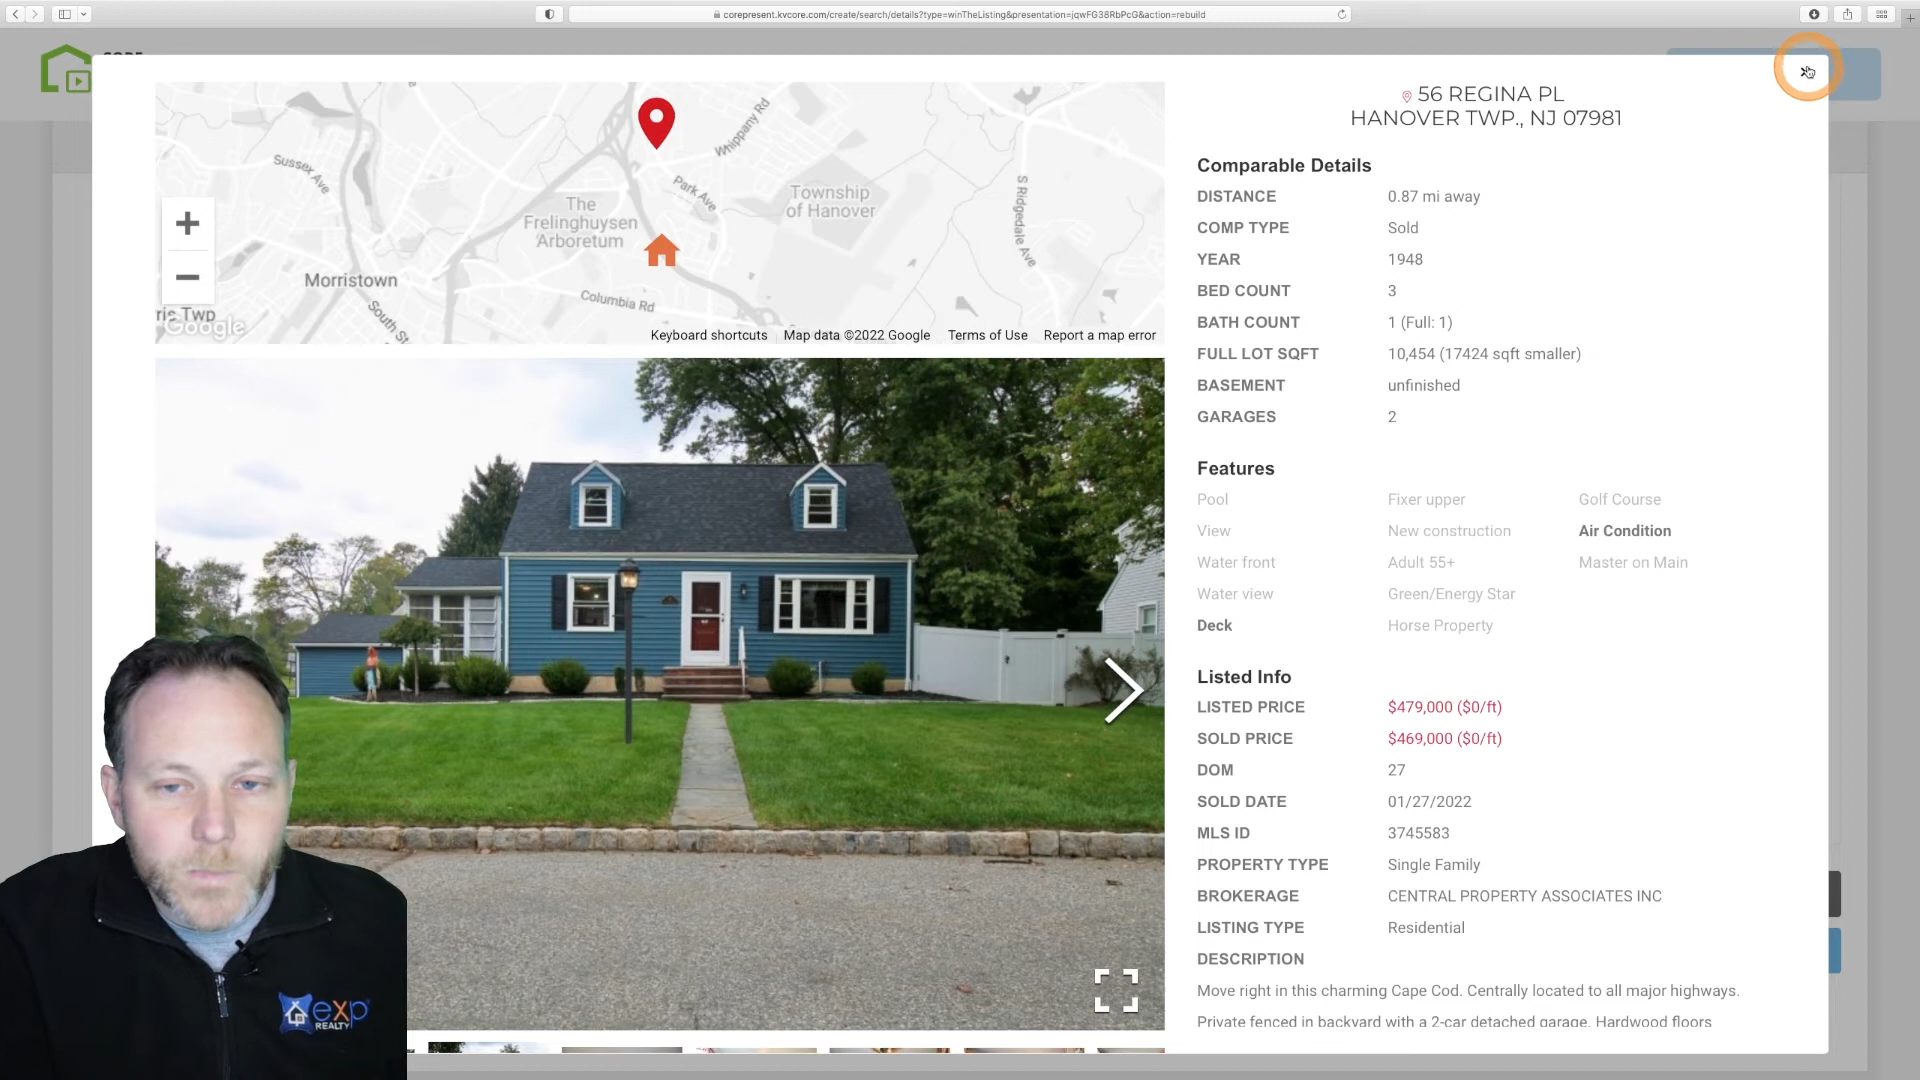 corepresent.kvcore.com/create/search/details?type=winTheListing&presentation=jqwFG38RbPcG&action=rebuild
56 REGINA PL
HANOVER TWP., NJ 07981
Sussex Ave
Whippany Rd
Park Ave
The
Frelinghuysen
Arboretum
Township
of Hanover
S Ridgedale Ave
Morristown
Columbia Rd
South St
ric Twp
Google
Keyboard shortcuts Map data ©2022 Google Terms of Use Report a map error
Comparable Details
DISTANCE 0.87 mi away
COMP TYPE Sold
YEAR 1948
BED COUNT 3
BATH COUNT 1 (Full: 1)
FULL LOT SQFT 10,454 (17424 sqft smaller)
BASEMENT unfinished
GARAGES 2
Features
Pool Fixer upper Golf Course
View New construction Air Condition
Water front Adult 55+ Master on Main
Water view Green/Energy Star
Deck Horse Property
Listed Info
LISTED PRICE $479,000 ($0/ft)
SOLD PRICE $469,000 ($0/ft)
DOM 27
SOLD DATE 01/27/2022
MLS ID 3745583
PROPERTY TYPE Single Family
BROKERAGE CENTRAL PROPERTY ASSOCIATES INC
LISTING TYPE Residential
DESCRIPTION
Move right in this charming Cape Cod. Centrally located to all major highways.
Private fenced in backyard with a 2-car detached garage. Hardwood floors
exp
REALTY